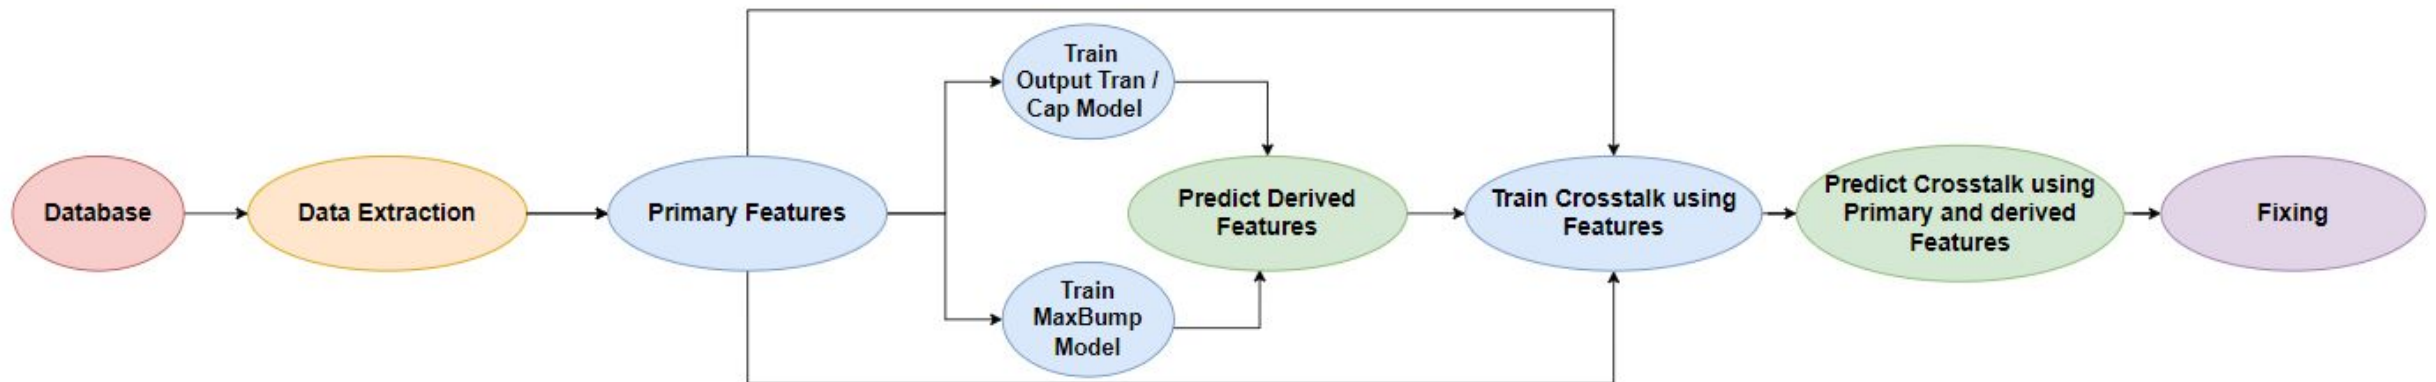 Database
Data Extraction
Primary Features
Train
Output Tran /
Cap Model
Train
MaxBump
Model
Predict Derived
Features
Train Crosstalk using
Features
Predict Crosstalk using
Primary and derived
Features
Fixing